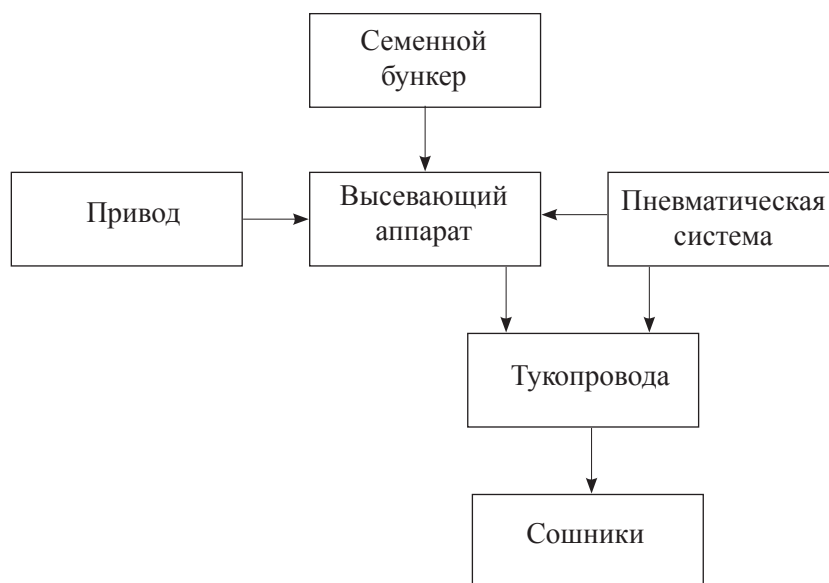 Семенной
бункер
Привод
Высевающий
аппарат
Пневматическая
система
Тукопровода
Сошники